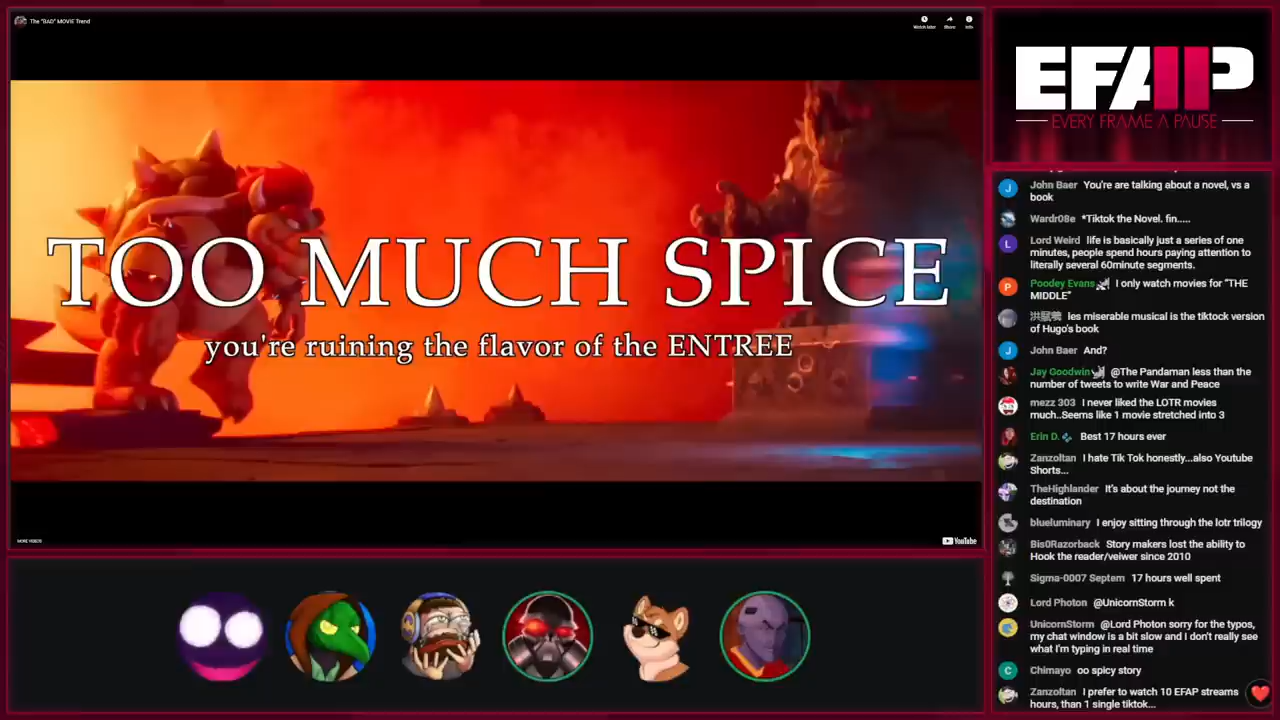 The "BAD" MOVIE Trend
Watch later
Share
Info
TOO MUCH SPICE
you're ruining the flavor of the ENTREE
MORE VIDEOS
YouTube
EFAP
EVERY FRAME A PAUSE
John Baer You're are talking about a novel, vs a
book
Wardr08e *Tiktok the Novel. fin.....
Lord Weird life is basically just a series of one
minutes, people spend hours paying attention to
literally several 60minute segments.
Poodey Evans I only watch movies for "THE
MIDDLE"
les miserable musical is the tiktock version
of Hugo's book
John Baer And?
Jay Goodwin @The Pandaman less than the
number of tweets to write War and Peace
mezz 303 I never liked the LOTR movies
much..Seems like 1 movie stretched into 3
Erin D. Best 17 hours ever
Zanzoltan I hate Tik Tok honestly...also Youtube
Shorts...
TheHighlander It's about the journey not the
destination
blueluminary I enjoy sitting through the lotr trilogy
Bis0Razorback Story makers lost the ability to
Hook the reader/veiwer since 2010
Sigma-0007 Septem 17 hours well spent
Lord Photon @UnicornStorm k
UnicornStorm @Lord Photon sorry for the typos,
my chat window is a bit slow and I don't really see
what I'm typing in real time
Chimayo oo spicy story
Zanzoltan I prefer to watch 10 EFAP streams
hours, than 1 single tiktok...